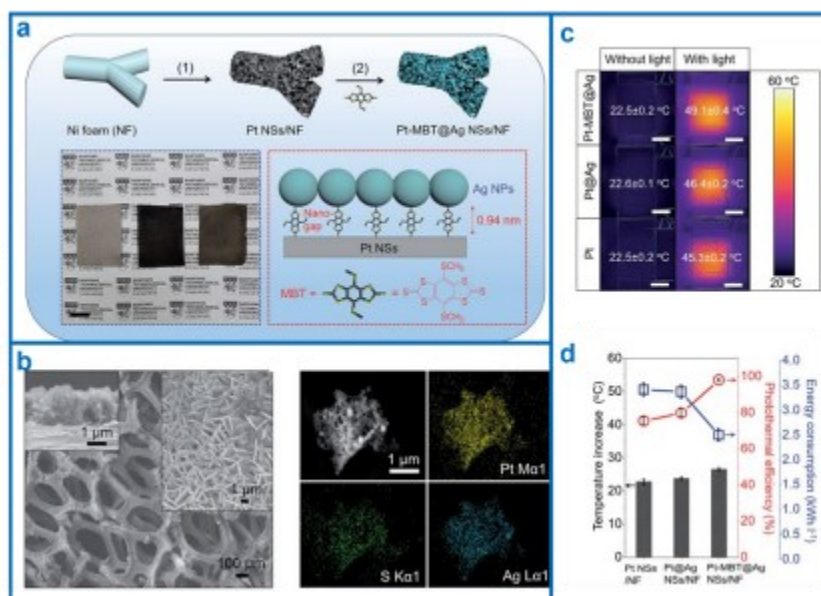 a
(1)
(2)
Ni foam (NF)
Pt NSs/NF
Pt-MBT@Ag NSs/NF
Ag NPs
Nano
gap
0.94 nm
Pt NSs
MBT =
=
SCH₃
S
S
S
S
S
S
SCH₃
b
1 μm
1 μm
100 μm
1 μm
Pt Mα1
S Kα1
Ag Lα1
c
Without light
With light
60 °C
Pt-MBT@Ag
22.5±0.2 °C
49.1±0.4 °C
Pt@Ag
22.6±0.1 °C
46.4±0.2 °C
Pt
22.5±0.2 °C
45.3±0.2 °C
20 °C
d
Temperature increase (°C)
60
50
40
30
20
10
0
100
80
60
40
20
0
Photothermal efficiency (%)
4.0
3.5
3.0
2.5
2.0
1.5
1.0
0.5
0.0
Energy consumption (kWh l⁻¹)
Pt NSs
/NF
Pt@Ag
NSs/NF
Pt-MBT@Ag
NSs/NF